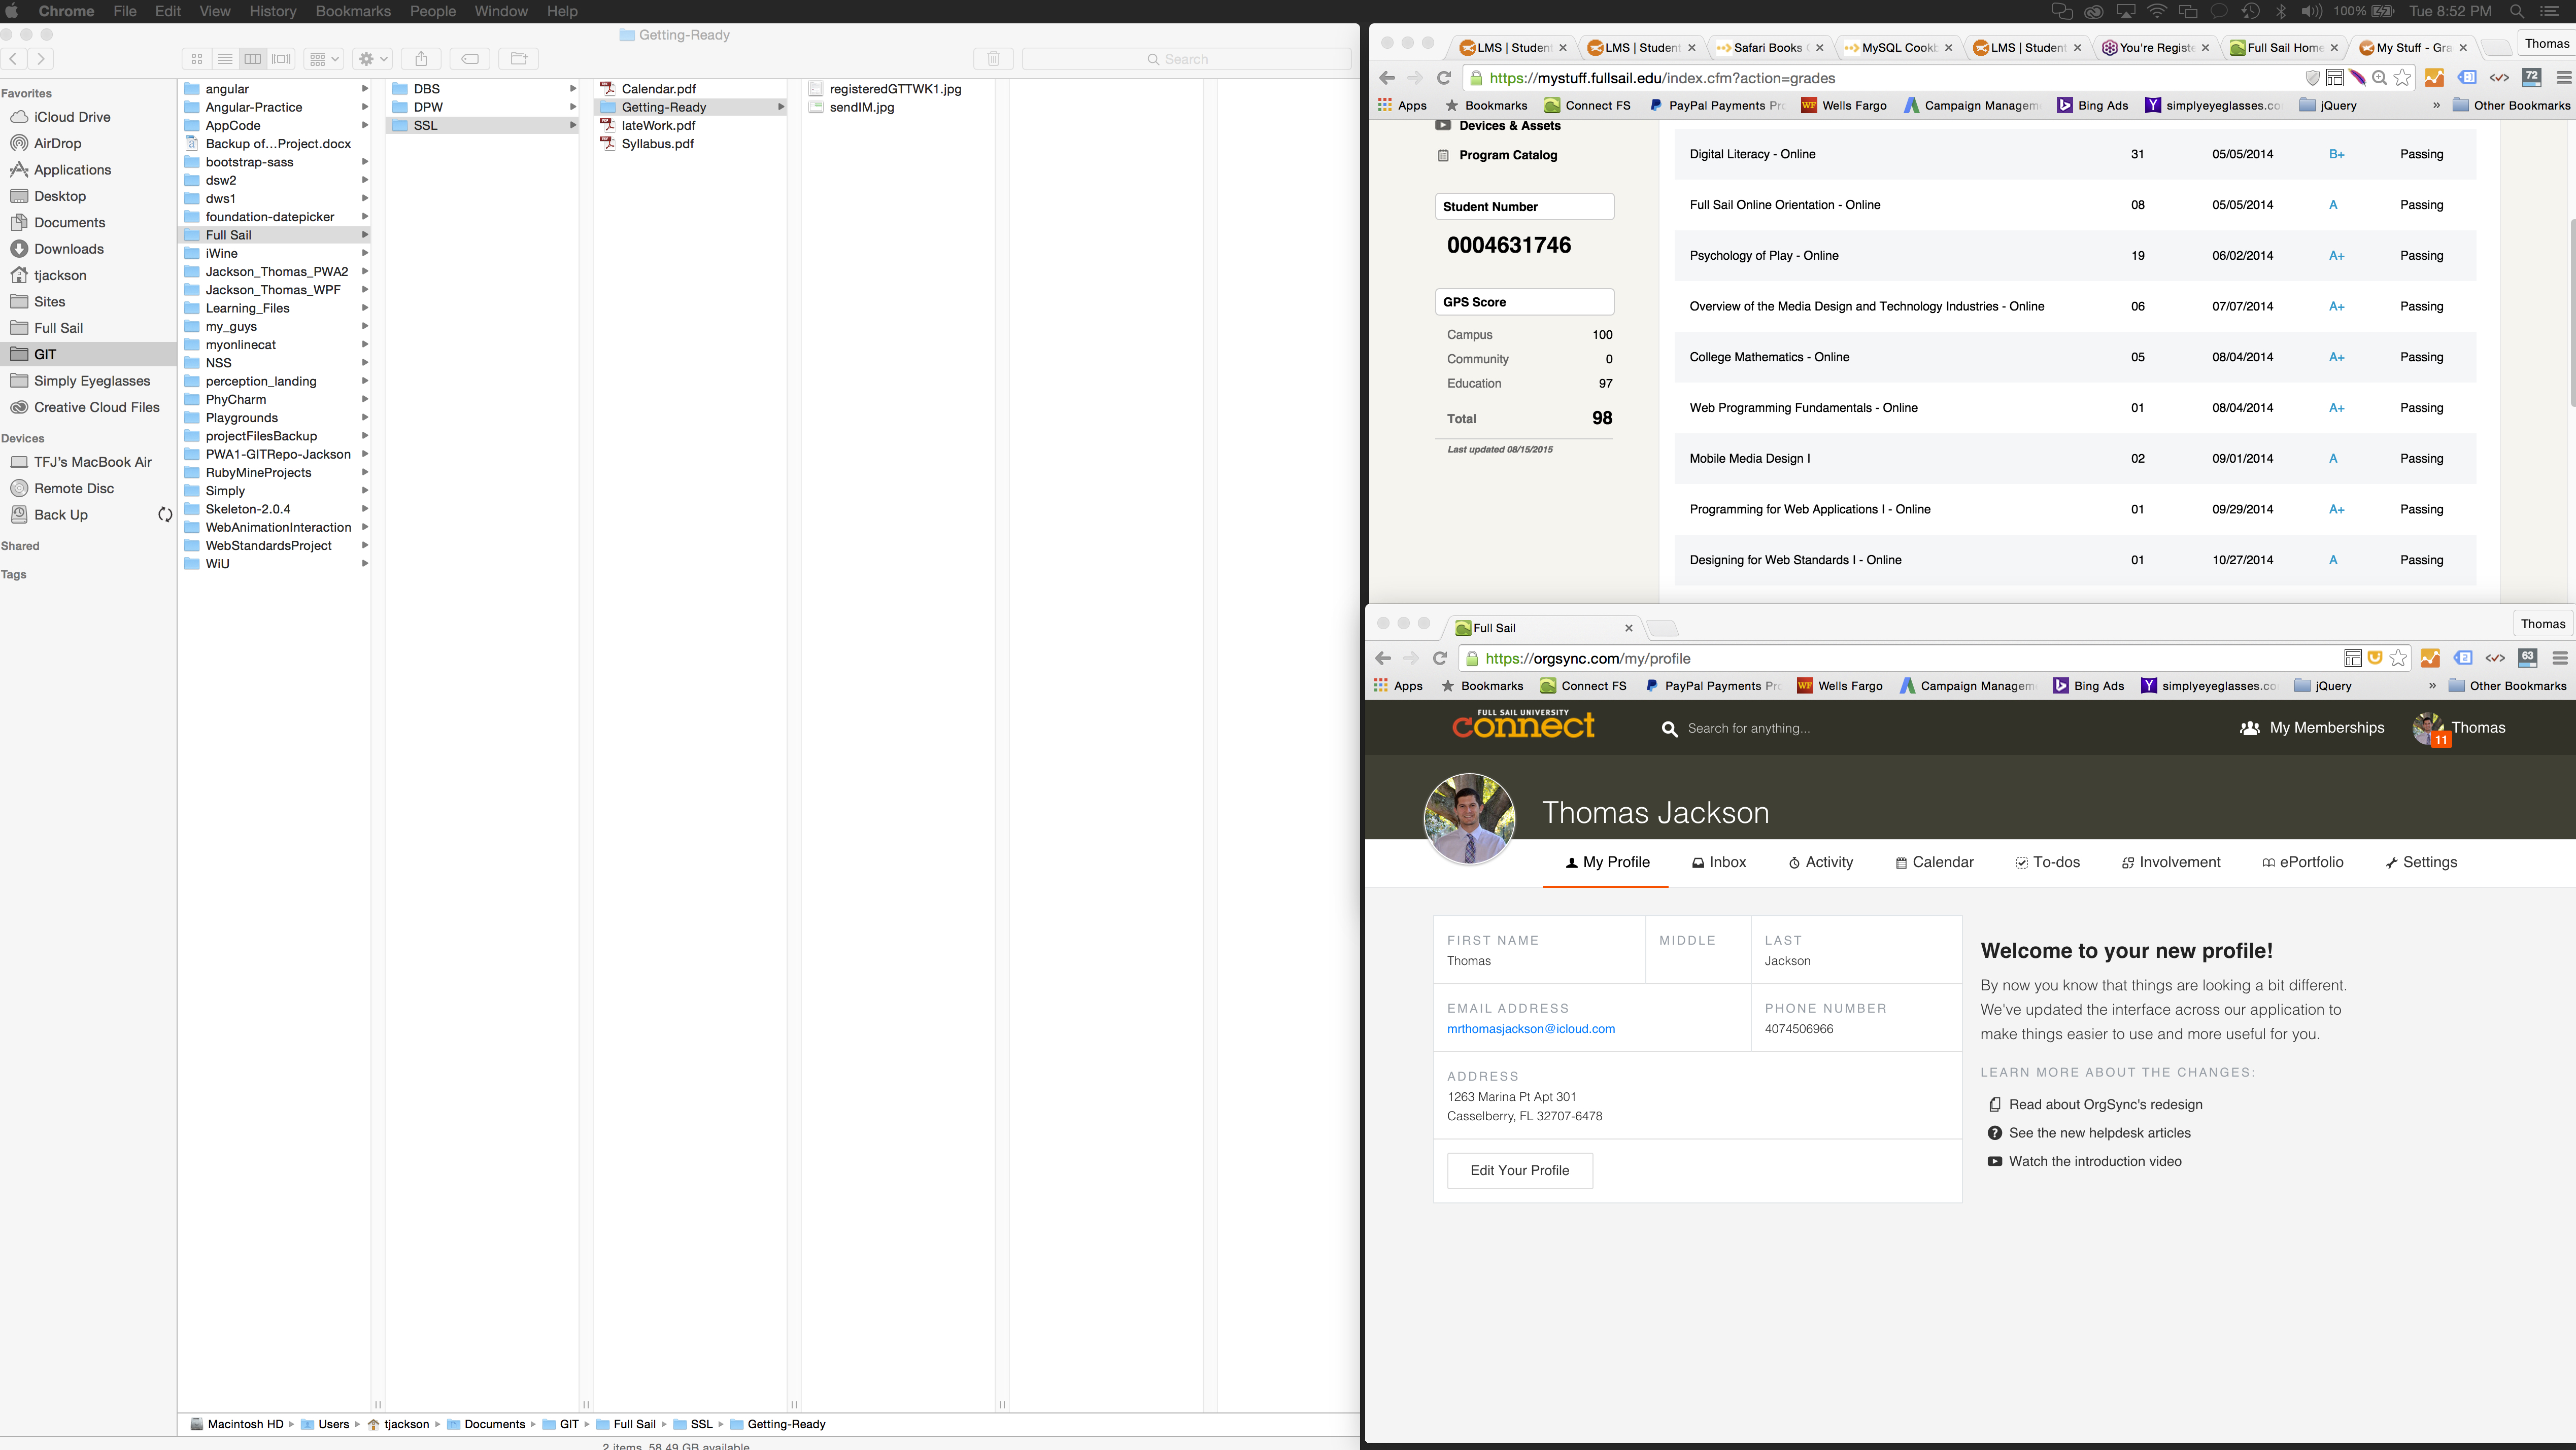 Chrome File Edit View History Bookmarks People Window Help
100% Tue 8:52 PM
Getting-Ready
Search
Favorites
iCloud Drive
AirDrop
Applications
Desktop
Documents
Downloads
tjackson
Sites
Full Sail
GIT
Simply Eyeglasses
Creative Cloud Files
Devices
TFJ's MacBook Air
Remote Disc
Back Up
Shared
Tags
angular
Angular-Practice
AppCode
Backup of...Project.docx
bootstrap-sass
dsw2
dws1
foundation-datepicker
Full Sail
iWine
Jackson_Thomas_PWA2
Jackson_Thomas_WPF
Learning_Files
my_guys
myonlinecat
NSS
perception_landing
PhyCharm
Playgrounds
projectFilesBackup
PWA1-GITRepo-Jackson
RubyMineProjects
Simply
Skeleton-2.0.4
WebAnimationInteraction
WebStandardsProject
WiU
DBS
DPW
SSL
Calendar.pdf
Getting-Ready
lateWork.pdf
Syllabus.pdf
registeredGTTWK1.jpg
sendIM.jpg
Macintosh HD Users tjackson Documents GIT Full Sail SSL Getting-Ready
2 items, 58.49 GB available
LMS | Student LMS | Student Safari Books MySQL Cook LMS | Student You're Registe Full Sail Home My Stuff - Gra Thomas
https://mystuff.fullsail.edu/index.cfm?action=grades 72
Apps Bookmarks Connect FS PayPal Payments Pr WF Wells Fargo Campaign Managem Bing Ads simplyeyeglasses.co jQuery » Other Bookmarks
Devices & Assets
Program Catalog
Student Number
0004631746
GPS Score
Campus 100
Community 0
Education 97
Total 98
Last updated 08/15/2015
Digital Literacy - Online 31 05/05/2014 B+ Passing
Full Sail Online Orientation - Online 08 05/05/2014 A Passing
Psychology of Play - Online 19 06/02/2014 A+ Passing
Overview of the Media Design and Technology Industries - Online 06 07/07/2014 A+ Passing
College Mathematics - Online 05 08/04/2014 A+ Passing
Web Programming Fundamentals - Online 01 08/04/2014 A+ Passing
Mobile Media Design I 02 09/01/2014 A Passing
Programming for Web Applications I - Online 01 09/29/2014 A+ Passing
Designing for Web Standards I - Online 01 10/27/2014 A Passing
Full Sail Thomas
https://orgsync.com/my/profile 2 63
Apps Bookmarks Connect FS PayPal Payments Pr WF Wells Fargo Campaign Managem Bing Ads simplyeyeglasses.co jQuery » Other Bookmarks
FULL SAIL UNIVERSITY
connect
Search for anything...
My Memberships
11 Thomas
Thomas Jackson
My Profile Inbox Activity Calendar To-dos Involvement ePortfolio Settings
FIRST NAME MIDDLE LAST
Thomas Jackson
EMAIL ADDRESS PHONE NUMBER
mrthomasjackson@icloud.com 4074506966
ADDRESS
1263 Marina Pt Apt 301
Casselberry, FL 32707-6478
Edit Your Profile
Welcome to your new profile!
By now you know that things are looking a bit different.
We've updated the interface across our application to
make things easier to use and more useful for you.
LEARN MORE ABOUT THE CHANGES:
Read about OrgSync's redesign
See the new helpdesk articles
Watch the introduction video